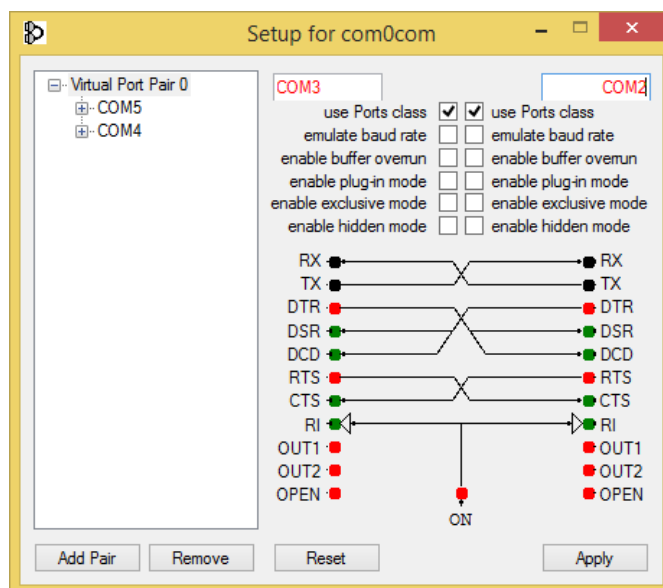 Setup for com0com
Virtual Port Pair 0
COM5
COM4
COM3 COM2
use Ports class use Ports class
emulate baud rate emulate baud rate
enable buffer overrun enable buffer overrun
enable plug-in mode enable plug-in mode
enable exclusive mode enable exclusive mode
enable hidden mode enable hidden mode
RX RX
TX TX
DTR DTR
DSR DSR
DCD DCD
RTS RTS
CTS CTS
RI RI
OUT1 OUT1
OUT2 OUT2
OPEN OPEN
ON
Add Pair Remove Reset Apply